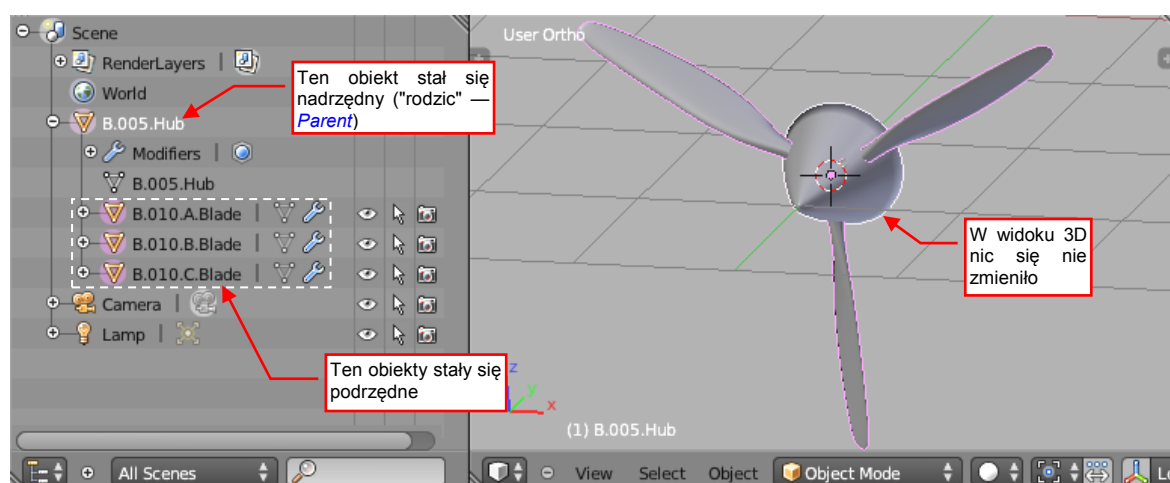 Scene
RenderLayers |
World
B.005.Hub
Modifiers |
B.005.Hub
B.010.A.Blade |
B.010.B.Blade |
B.010.C.Blade |
Camera |
Lamp |
All Scenes
Ten obiekt stał się
nadrzędny ("rodzic" —
Parent)
Ten obiekty stały się
podrzędne
User Ortho
W widoku 3D
nic się nie
zmieniło
z
y
x
(1) B.005.Hub
View Select Object Object Mode